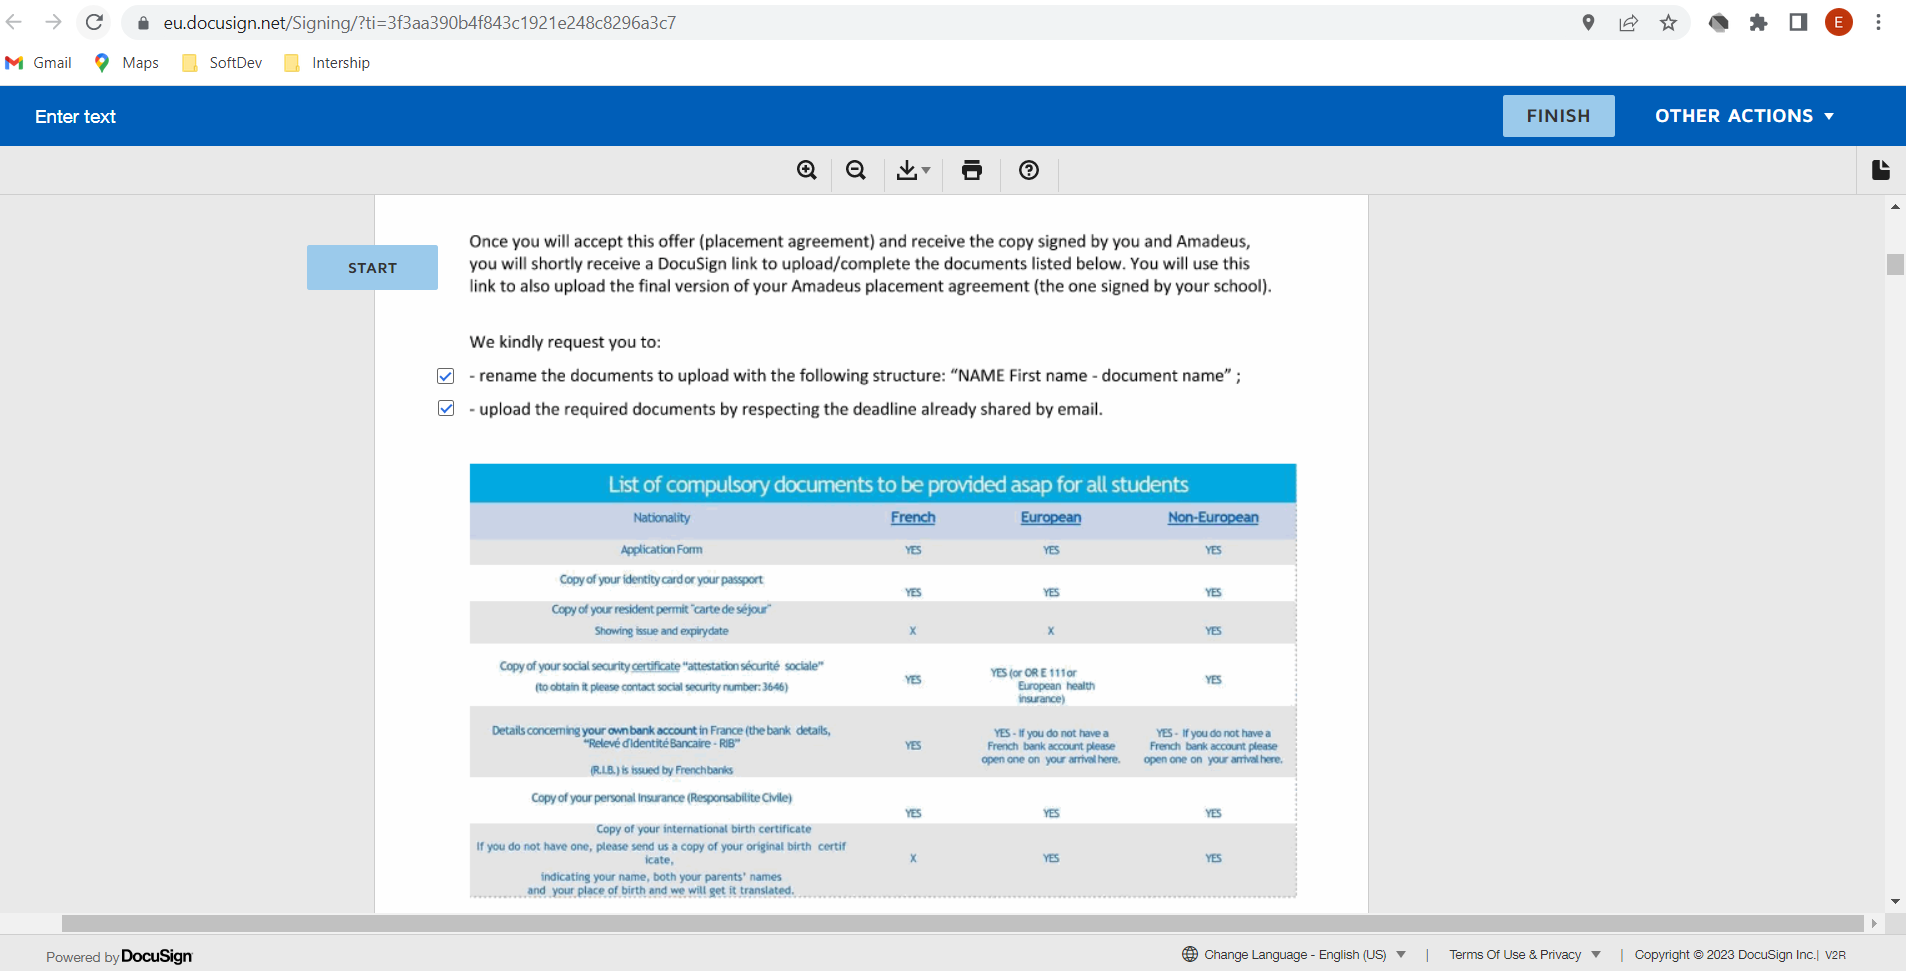 eu.docusign.net/Signing/?ti=3f3aa390b4f843c1921e248c8296a3c7
E
Gmail
Maps
SoftDev
Intership
Enter text
FINISH
OTHER ACTIONS
START
Once you will accept this offer (placement agreement) and receive the copy signed by you and Amadeus,
you will shortly receive a DocuSign link to upload/complete the documents listed below. You will use this
link to also upload the final version of your Amadeus placement agreement (the one signed by your school).
We kindly request you to:
- rename the documents to upload with the following structure: “NAME First name - document name” ;
- upload the required documents by respecting the deadline already shared by email.
List of compulsory documents to be provided asap for all students
Nationality French European Non-European
Application Form YES YES YES
Copy of your identity card or your passport
YES YES YES
Copy of your resident permit "carte de séjour"
Showing issue and expiry date X X YES
Copy of your social security certificate “attestation sécurité sociale”
(to obtain it please contact social security number: 3646)
YES
YES (or OR E 111 or
European health
insurance)
YES
Details concerning your own bank account in France (the bank details,
“Relevé d'Identité Bancaire - RIB”
(R.I.B.) is issued by French banks
YES
YES - If you do not have a
French bank account please
open one on your arrival here.
YES - If you do not have a
French bank account please
open one on your arrival here.
Copy of your personal Insurance (Responsabilite Civile)
YES YES YES
Copy of your international birth certificate
If you do not have one, please send us a copy of your original birth certif
icate,
indicating your name, both your parents’ names
and your place of birth and we will get it translated.
X YES YES
Powered by DocuSign
Change Language - English (US) | Terms Of Use & Privacy | Copyright © 2023 DocuSign Inc. | V2R